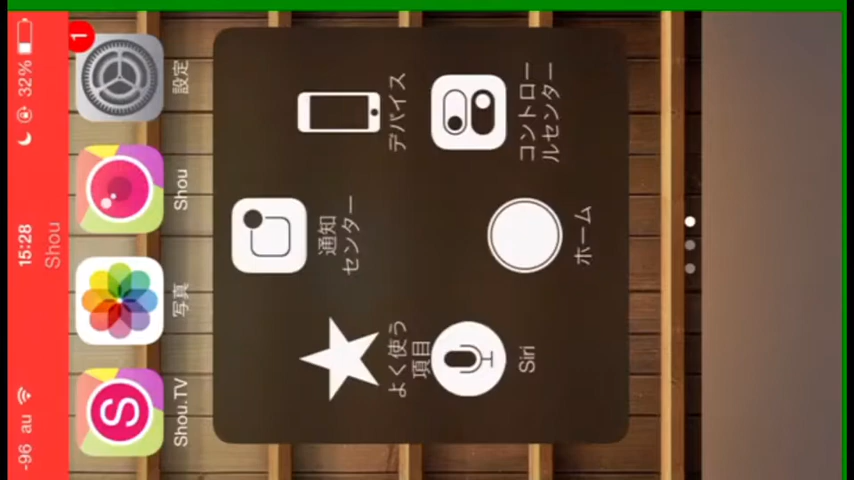 -96 au 15:28 32%
Shou
Shou.TV
写真
Shou
設定
1
通知
センター
よく使う
項目
デバイス
Siri
ホーム
コントロー
ルセンター